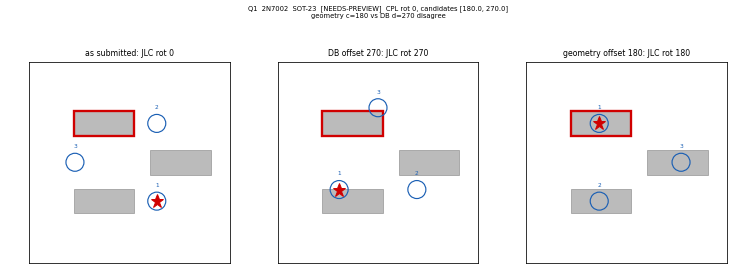 Q1 2N7002 SOT-23 [NEEDS-PREVIEW] CPL rot 0, candidates [180.0, 270.0]
geometry c=180 vs DB d=270 disagree
as submitted: JLC rot 0
DB offset 270: JLC rot 270
geometry offset 180: JLC rot 180
2
3
1
3
1
2
1
3
2